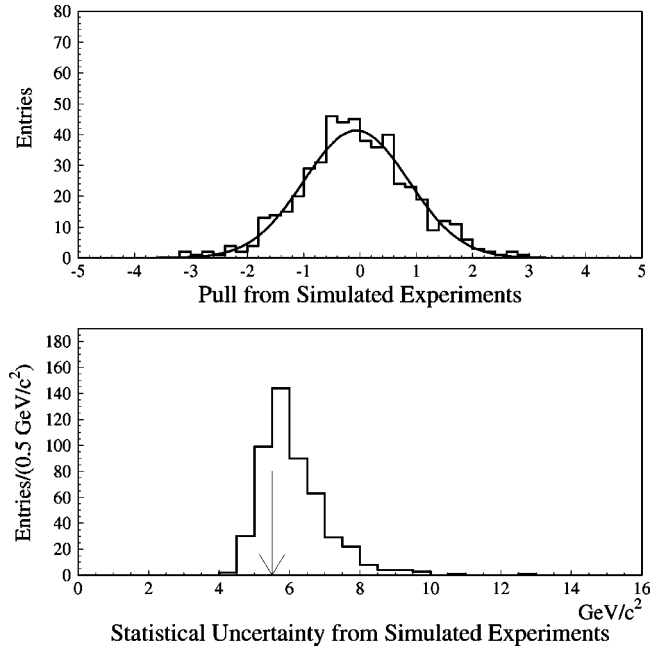 80
70
60
50
40
30
20
10
0
Entries
-5 -4 -3 -2 -1 0 1 2 3 4 5
Pull from Simulated Experiments
180
160
140
120
100
80
60
40
20
0
Entries/(0.5 GeV/c²)
0 2 4 6 8 10 12 14 16
GeV/c²
Statistical Uncertainty from Simulated Experiments